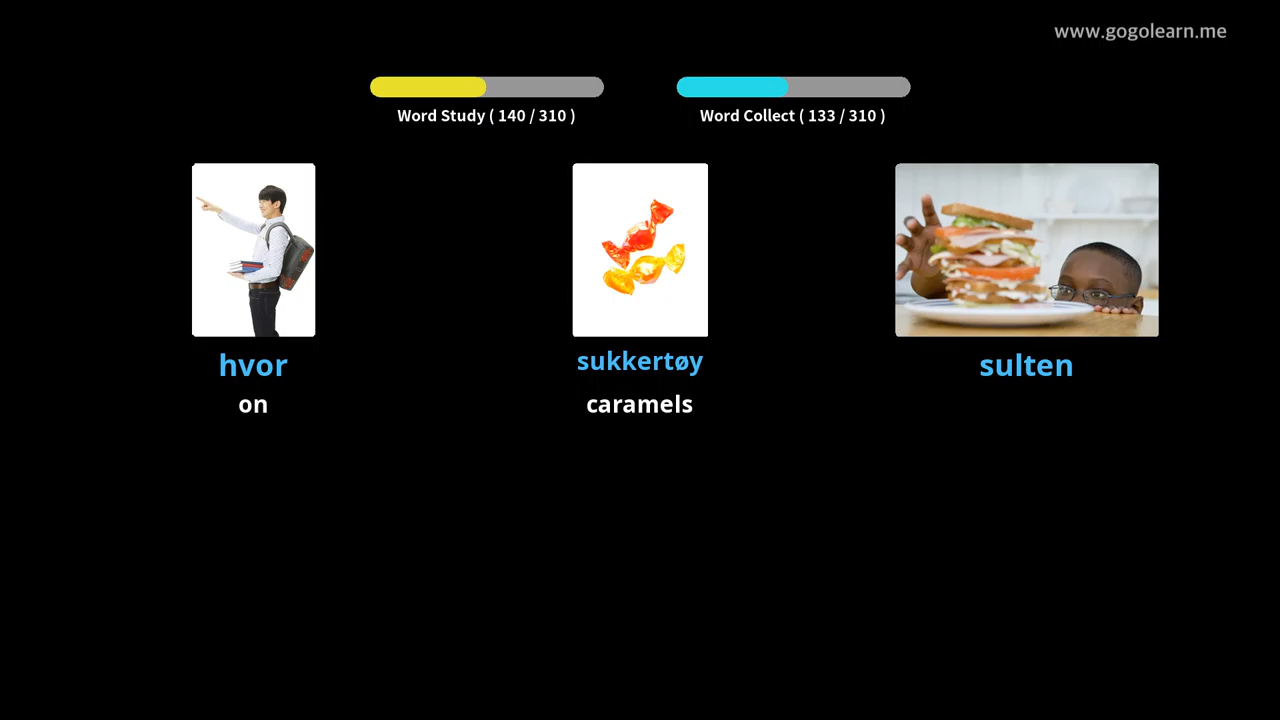 www.gogolearn.me
Word Study ( 140 / 310 )
Word Collect ( 133 / 310 )
hvor
on
sukkertøy
caramels
sulten